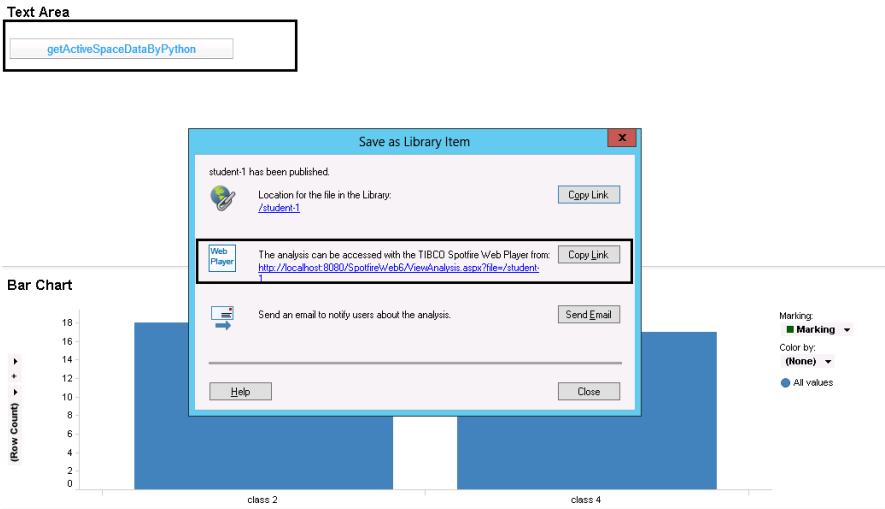 Text Area
getActiveSpaceDataByPython
Save as Library Item
x
student-1 has been published.
Location for the file in the Library:
/student-1
Copy Link
Web
Player
The analysis can be accessed with the TIBCO Spotfire Web Player from:
http://localhost:8080/SpotfireWeb6/ViewAnalysis.aspx?file=/student-
1
Copy Link
Send an email to notify users about the analysis.
Send Email
Help
Close
Bar Chart
18
16
14
12
10
8
6
4
2
0
(Row Count)
+
class 2
class 4
Marking:
Marking
Color by:
(None)
All values